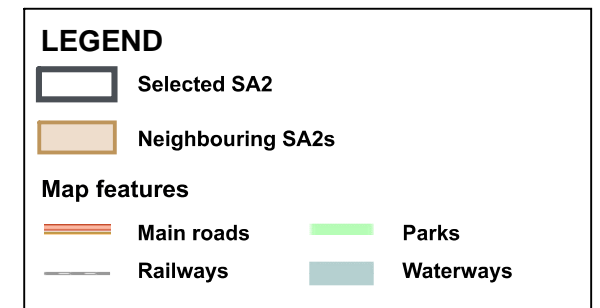 LEGEND
Selected SA2
Neighbouring SA2s
Map features
Main roads
Parks
Railways
Waterways